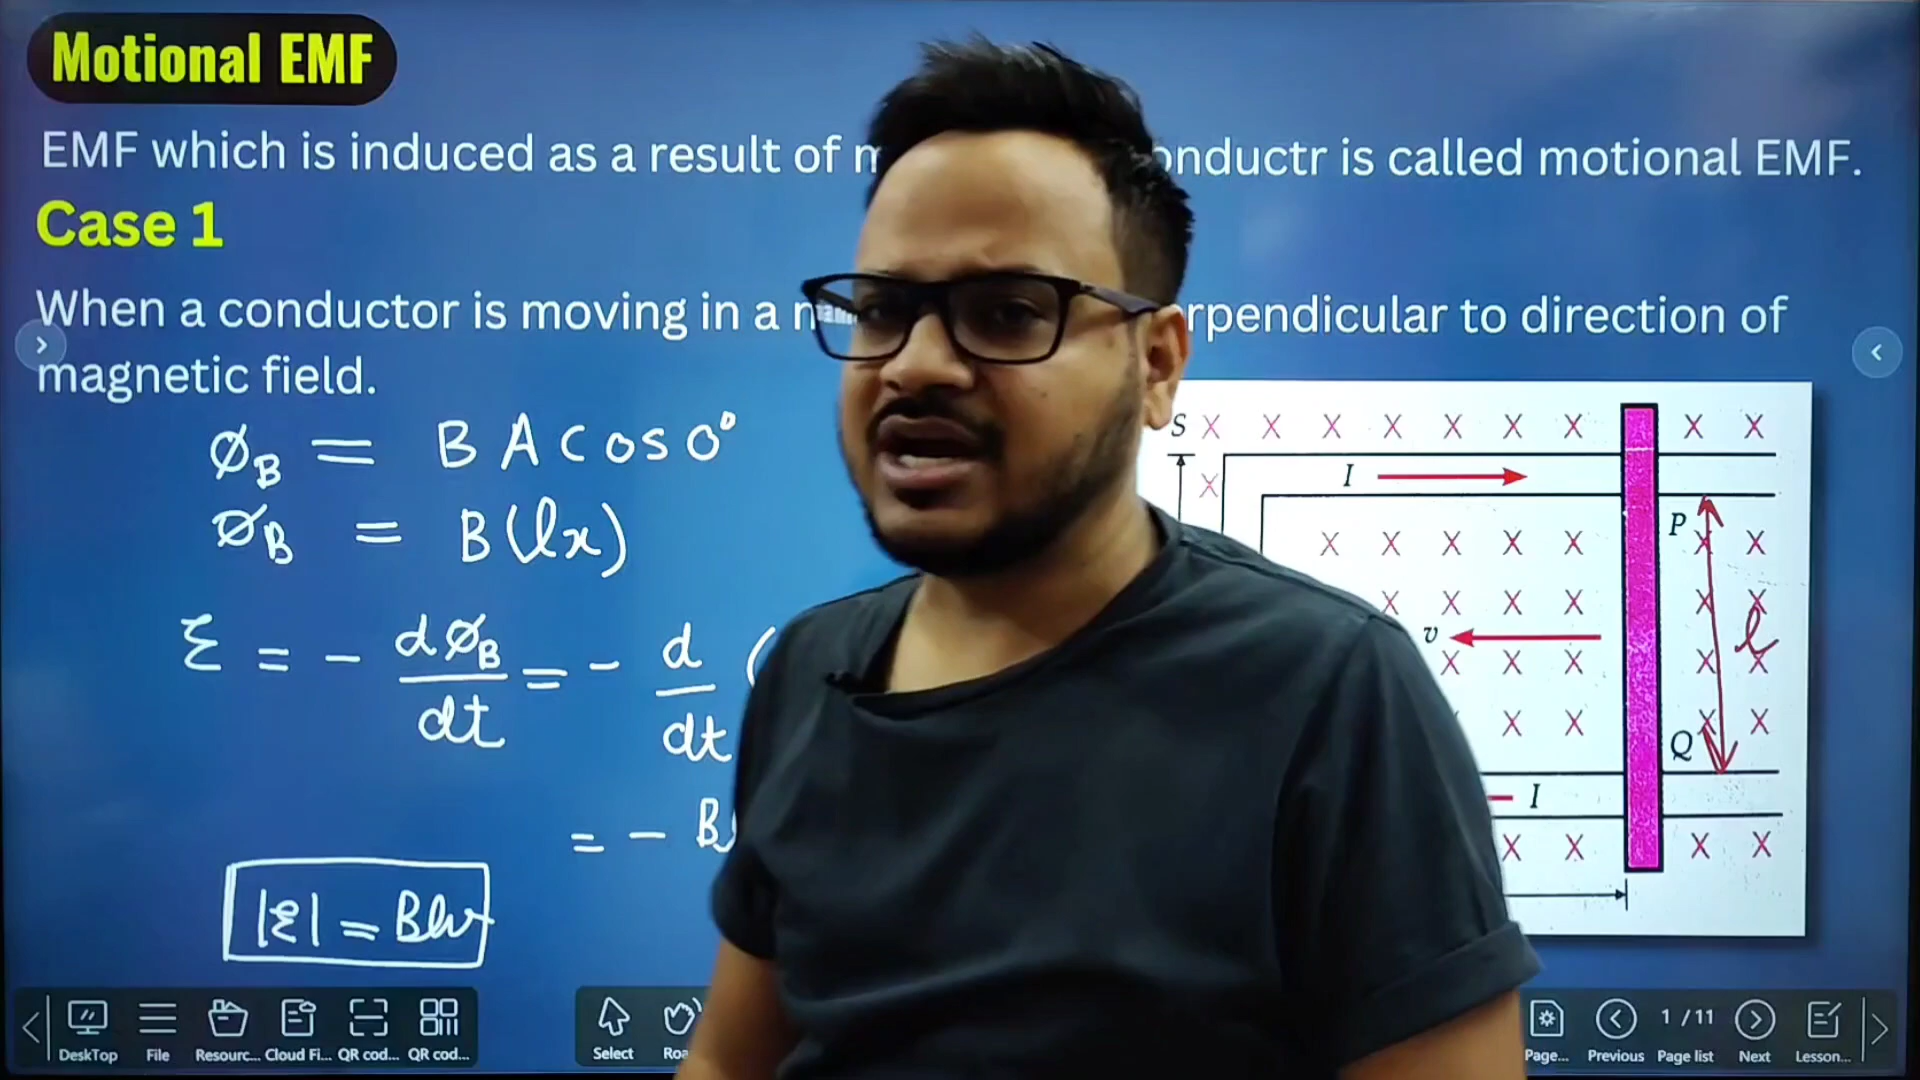 Motional EMF
EMF which is induced as a result of
onductr is called motional EMF.
Case 1
When a conductor is moving in a
rpendicular to direction of
magnetic field.
ØB = BA cos 0°
ØB = B(lx)
ℰ = - dØB/dt = - d/dt (
= - B
|ℰ| = Blv
S
I
P
v
l
Q
I
DeskTop
File
Resourc...
Cloud Fi...
QR cod...
QR cod...
Select
Roa
Page...
Previous
1 / 11
Page list
Next
Lesson...